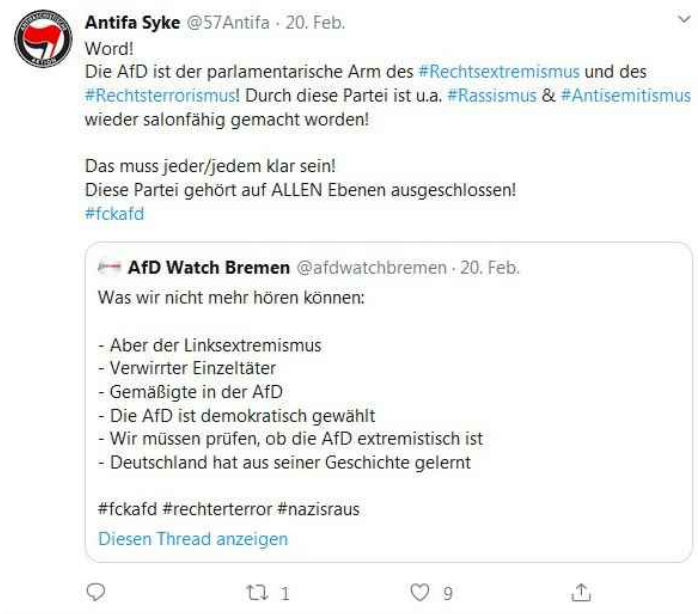 Antifa Syke @57Antifa · 20. Feb.
Word!
Die AfD ist der parlamentarische Arm des #Rechtsextremismus und des
#Rechtsterrorismus! Durch diese Partei ist u.a. #Rassismus & #Antisemitismus
wieder salonfähig gemacht worden!
Das muss jeder/jedem klar sein!
Diese Partei gehört auf ALLEN Ebenen ausgeschlossen!
#fckafd
AfD Watch Bremen @afdwatchbremen · 20. Feb.
Was wir nicht mehr hören können:
- Aber der Linksextremismus
- Verwirrter Einzeltäter
- Gemäßigte in der AfD
- Die AfD ist demokratisch gewählt
- Wir müssen prüfen, ob die AfD extremistisch ist
- Deutschland hat aus seiner Geschichte gelernt
#fckafd #rechterterror #nazisraus
Diesen Thread anzeigen
1 9